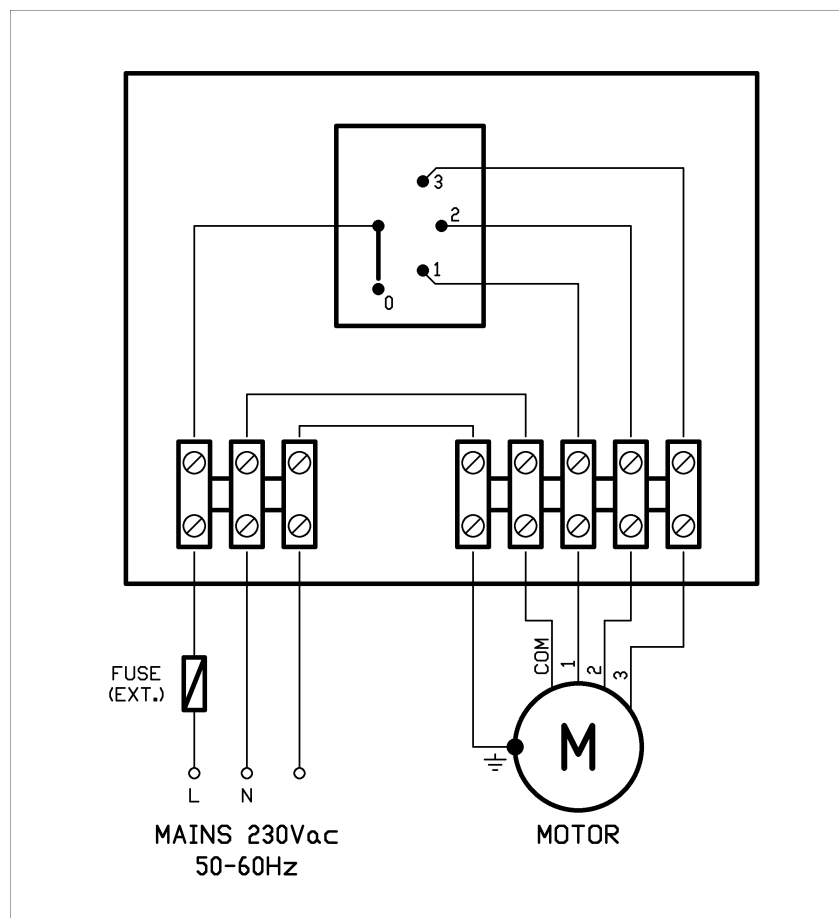 3
2
1
0
COM
1
2
3
FUSE
(EXT.)
M
L
N
MAINS 230Vac
50-60Hz
MOTOR